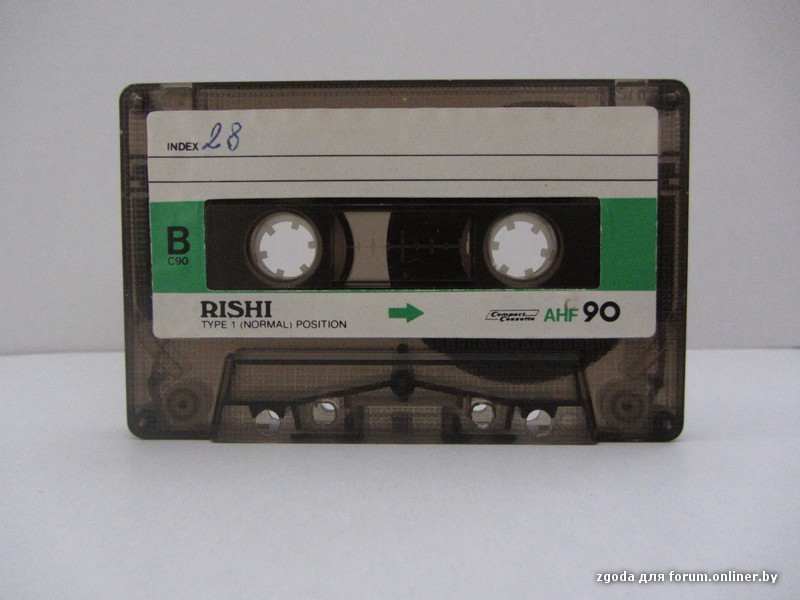 INDEX 28
B
C90
RISHI
TYPE 1 (NORMAL) POSITION
Compact Cassette
AHF 90
zgoda для forum.onliner.by